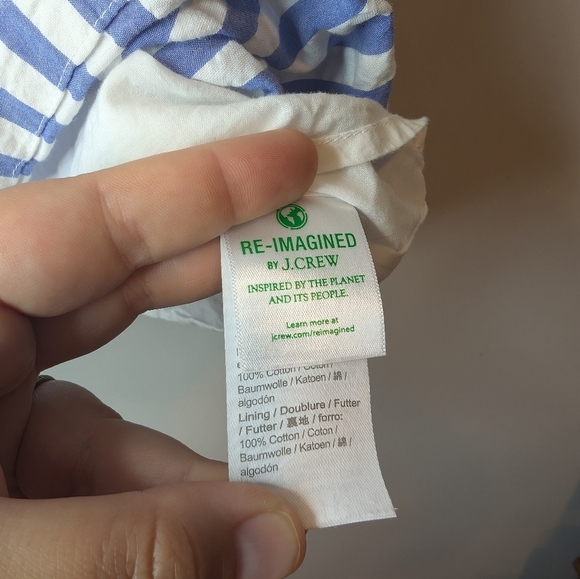 RE-IMAGINED
BY J.CREW
INSPIRED BY THE PLANET
AND ITS PEOPLE.
Learn more at
jcrew.com/reimagined
100% Cotton / Coton /
Baumwolle / Katoen / 綿 /
algodón
Lining / Doublure / Futter
/ Futter / 裏地 / forro:
100% Cotton / Coton /
Baumwolle / Katoen / 綿 /
algodón